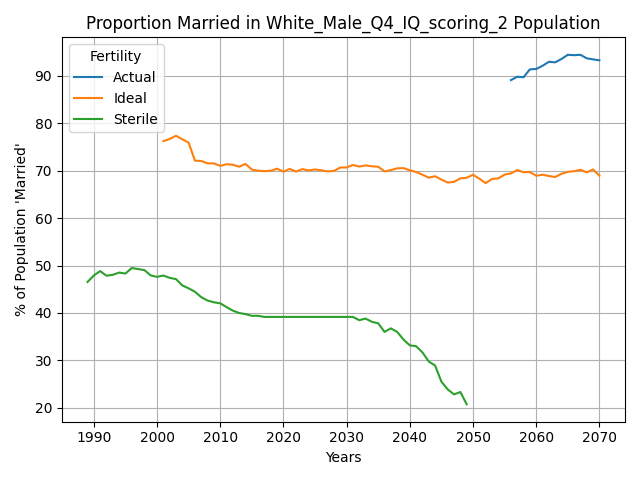 Proportion Married in White_Male_Q4_IQ_scoring_2 Population
Fertility
Actual
Ideal
Sterile
% of Population 'Married'
90
80
70
60
50
40
30
20
1990 2000 2010 2020 2030 2040 2050 2060 2070
Years